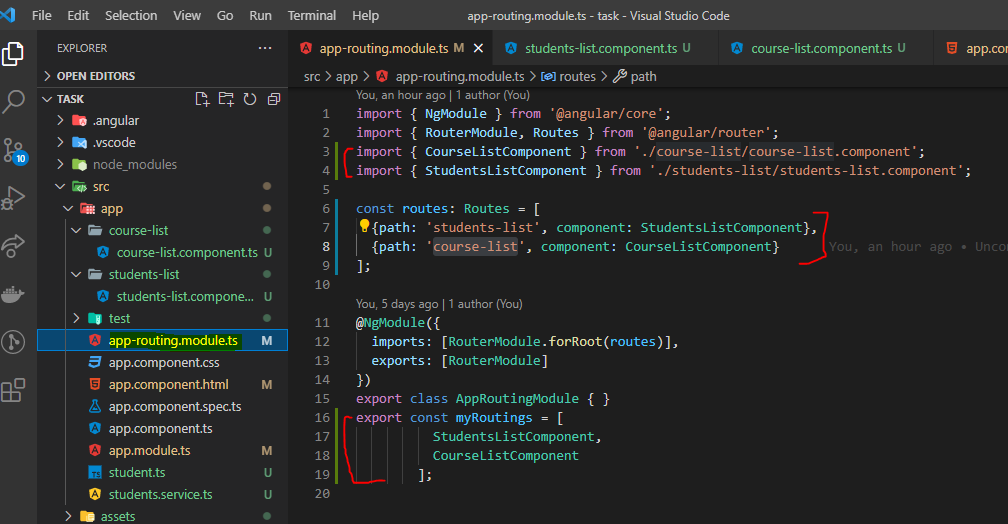 File Edit Selection View Go Run Terminal Help app-routing.module.ts - task - Visual Studio Code
EXPLORER ···
OPEN EDITORS
TASK
.angular
.vscode
node_modules
src
app
course-list
course-list.component.ts U
students-list
students-list.compone... U
test
app-routing.module.ts M
app.component.css
app.component.html M
app.component.spec.ts
app.component.ts
app.module.ts M
student.ts U
students.service.ts U
assets
10
app-routing.module.ts M
students-list.component.ts U
course-list.component.ts U
app.con
src > app > app-routing.module.ts > routes > path
You, an hour ago | 1 author (You)
1 import { NgModule } from '@angular/core';
2 import { RouterModule, Routes } from '@angular/router';
3 import { CourseListComponent } from './course-list/course-list.component';
4 import { StudentsListComponent } from './students-list/students-list.component';
5
6 const routes: Routes = [
7 {path: 'students-list', component: StudentsListComponent},
8 {path: 'course-list', component: CourseListComponent} You, an hour ago • Uncon
9 ];
10
You, 5 days ago | 1 author (You)
11 @NgModule({
12 imports: [RouterModule.forRoot(routes)],
13 exports: [RouterModule]
14 })
15 export class AppRoutingModule { }
16 export const myRoutings = [
17 StudentsListComponent,
18 CourseListComponent
19 ];
20